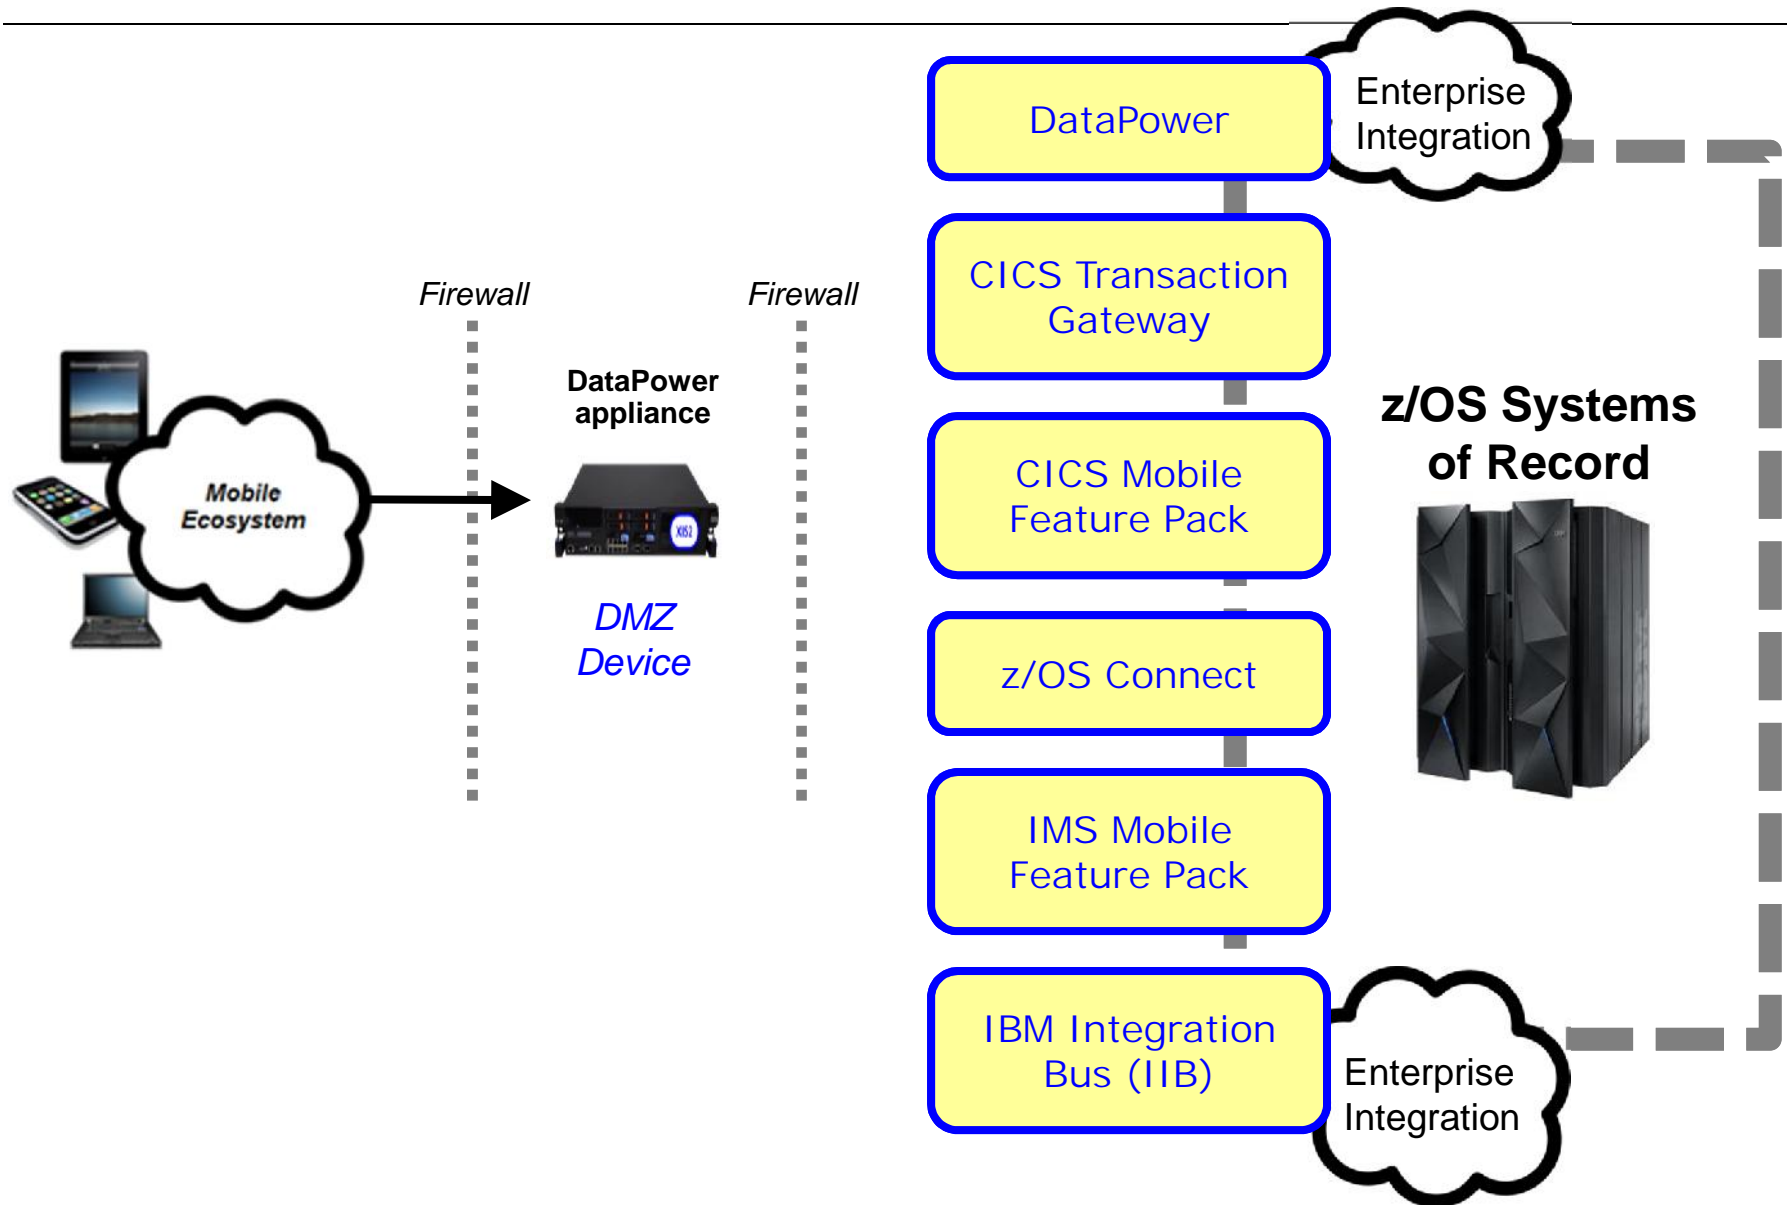 DataPower
Enterprise
Integration
CICS Transaction
Gateway
Firewall
Firewall
DataPower
appliance
z/OS Systems
of Record
CICS Mobile
Feature Pack
Mobile
Ecosystem
XI52
DMZ
Device
z/OS Connect
IMS Mobile
Feature Pack
IBM Integration
Bus (IIB)
Enterprise
Integration